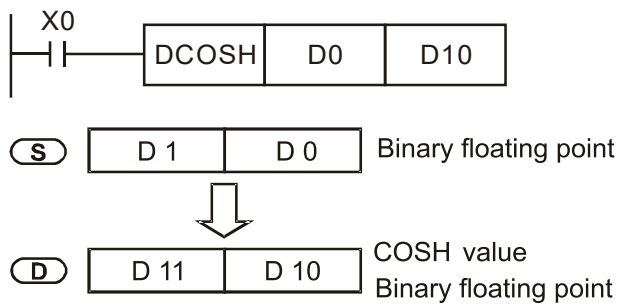 X0
DCOSH D0 D10
S D 1 D 0 Binary floating point
D D 11 D 10 COSH value
Binary floating point